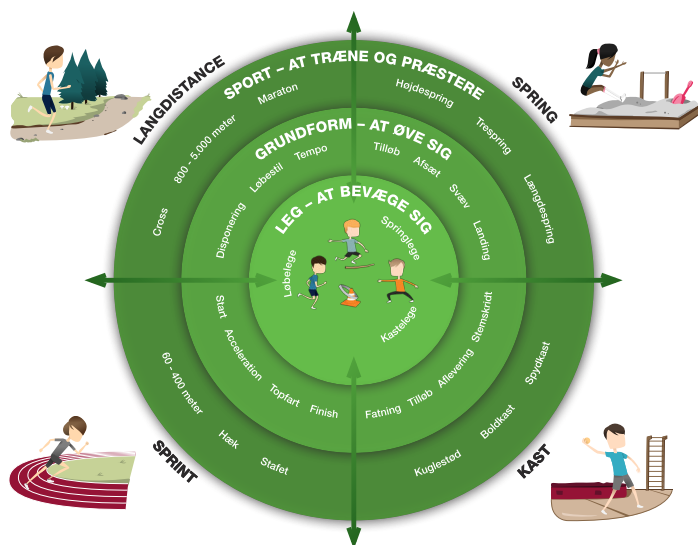 LANGDISTANCE
SPRING
SPRINT
KAST
SPORT – AT TRÆNE OG PRÆSTERE
Cross
800 - 5.000 meter
Maraton
Højdespring
Trespring
Længdespring
60 - 400 meter
Hæk
Stafet
Kuglestød
Boldkast
Spydkast
GRUNDFORM – AT ØVE SIG
Disponering
Løbestil
Tempo
Tilløb
Afsæt
Svæv
Landing
Start
Acceleration
Topfart
Finish
Fatning
Tilløb
Aflevering
Stemskridt
LEG – AT BEVÆGE SIG
Løbelege
Springlege
Kastelege